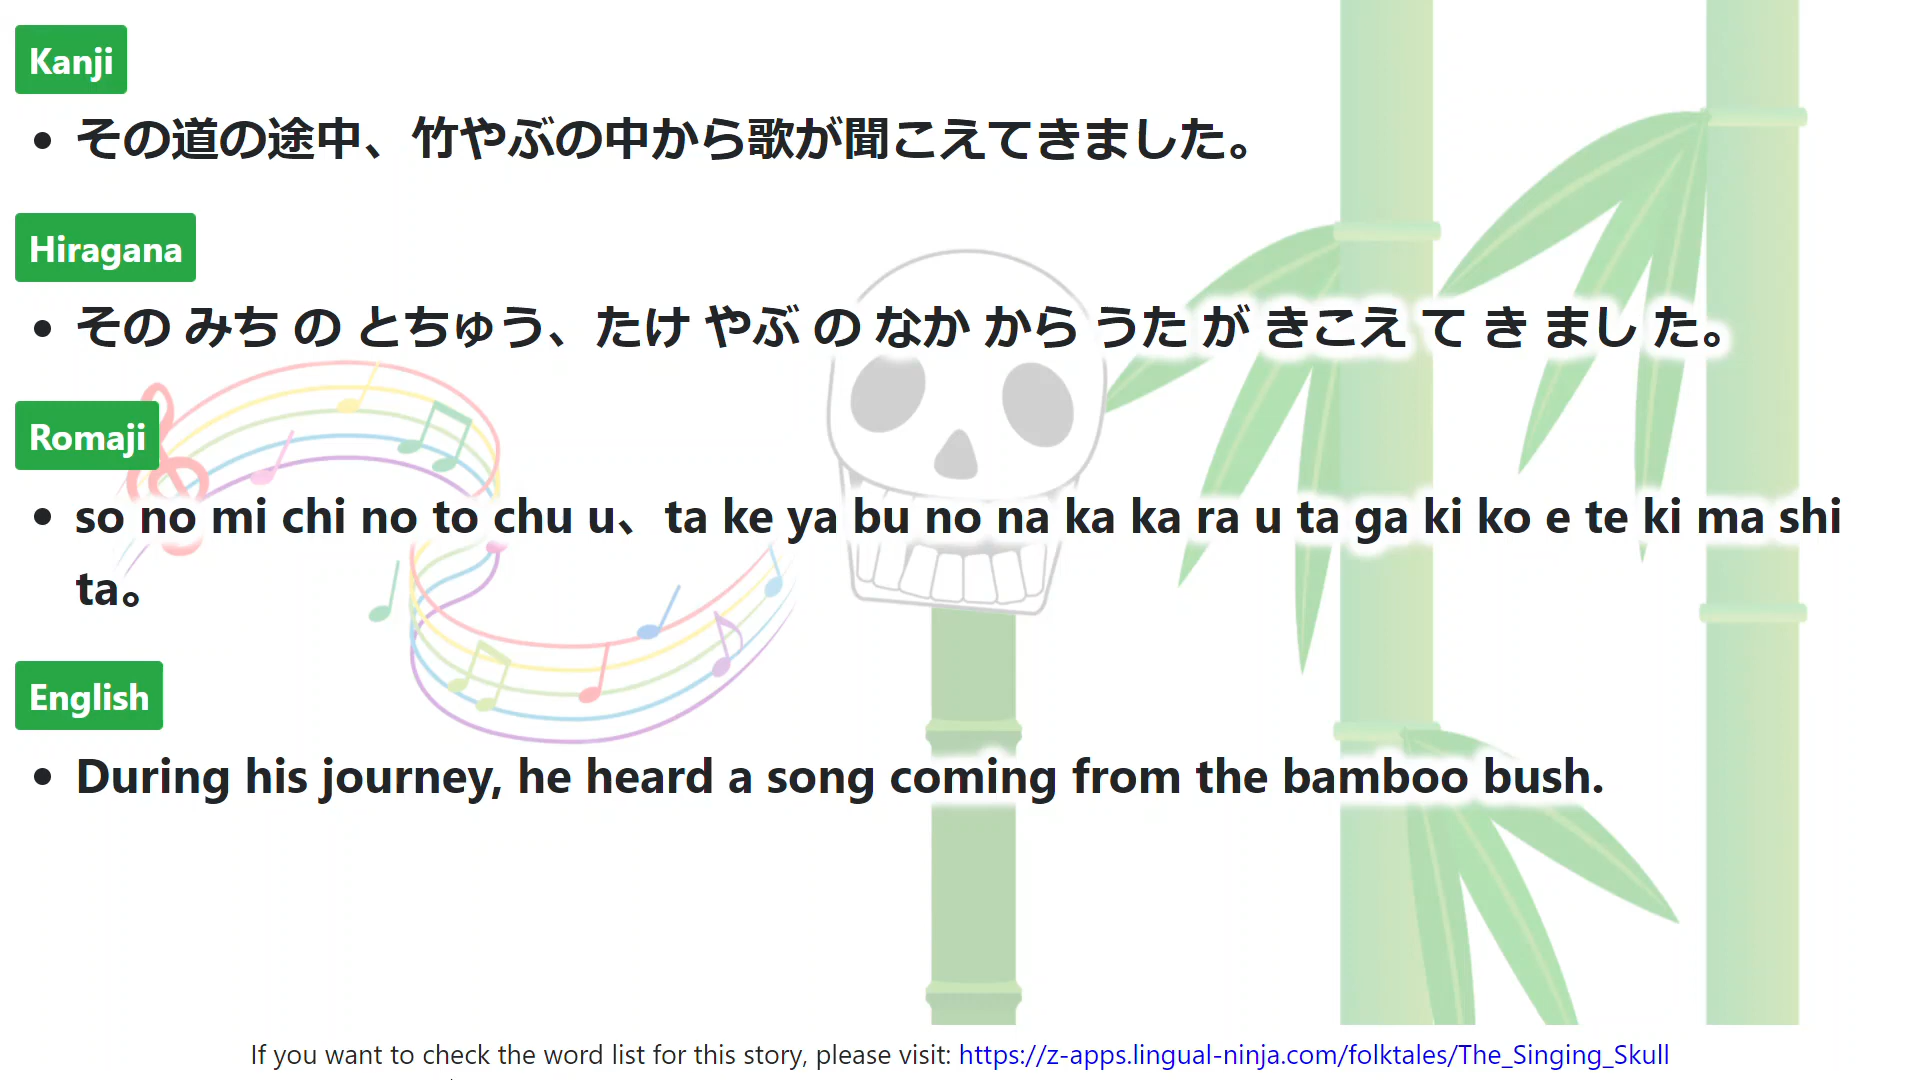 Kanji
• その道の途中、竹やぶの中から歌が聞こえてきました。
Hiragana
• その みち の とちゅう、たけ やぶ の なか から うた が きこえ て き まし た。
Romaji
• so no mi chi no to chu u、ta ke ya bu no na ka ka ra u ta ga ki ko e te ki ma shi
ta。
English
• During his journey, he heard a song coming from the bamboo bush.
If you want to check the word list for this story, please visit: https://z-apps.lingual-ninja.com/folktales/The_Singing_Skull